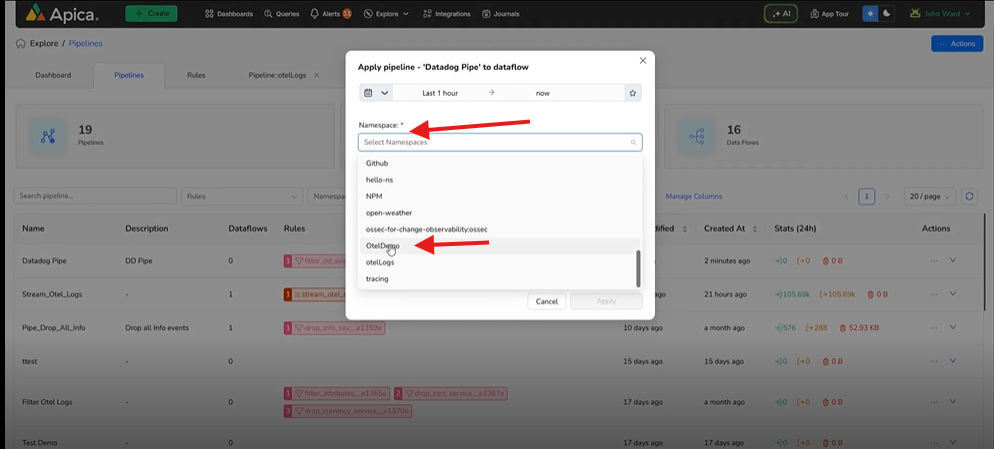 Apica.
+ Create
Dashboards
Queries
Alerts 11
Explore
Integrations
Journals
AI
App Tour
John Ward
Explore / Pipelines
Actions
Dashboard
Pipelines
Rules
Pipeline::otelLogs ×
19
Pipelines
16
Data Flows
Apply pipeline - 'Datadog Pipe' to dataflow
Last 1 hour → now
Namespace: *
Select Namespaces
Github
hello-ns
NPM
open-weather
ossec-for-change-observability:ossec
OtelDemo
otelLogs
tracing
Cancel
Apply
Search pipeline...
Rules
Manage Columns
1
20 / page
Name Description Dataflows Rules Created At Stats (24h) Actions
Datadog Pipe DD Pipe 0 1 2 minutes ago 0 0 0 B
Stream_Otel_Logs - 1 1 21 hours ago 105.69k 105.69k 0 B
Pipe_Drop_All_Info Drop all Info events 1 1 drop_info_sev__e1359e 10 days ago a month ago 576 288 52.93 KB
ttest - 0 15 days ago 15 days ago 0 0 0 B
Filter Otel Logs - 0 1 filter_attributes__e1365e 2 drop_cart_service__e1367e
3 drop_currency_service__e1370e 17 days ago a month ago 0 0 0 B
Test Demo - 0 17 days ago 17 days ago 0 0 0 B